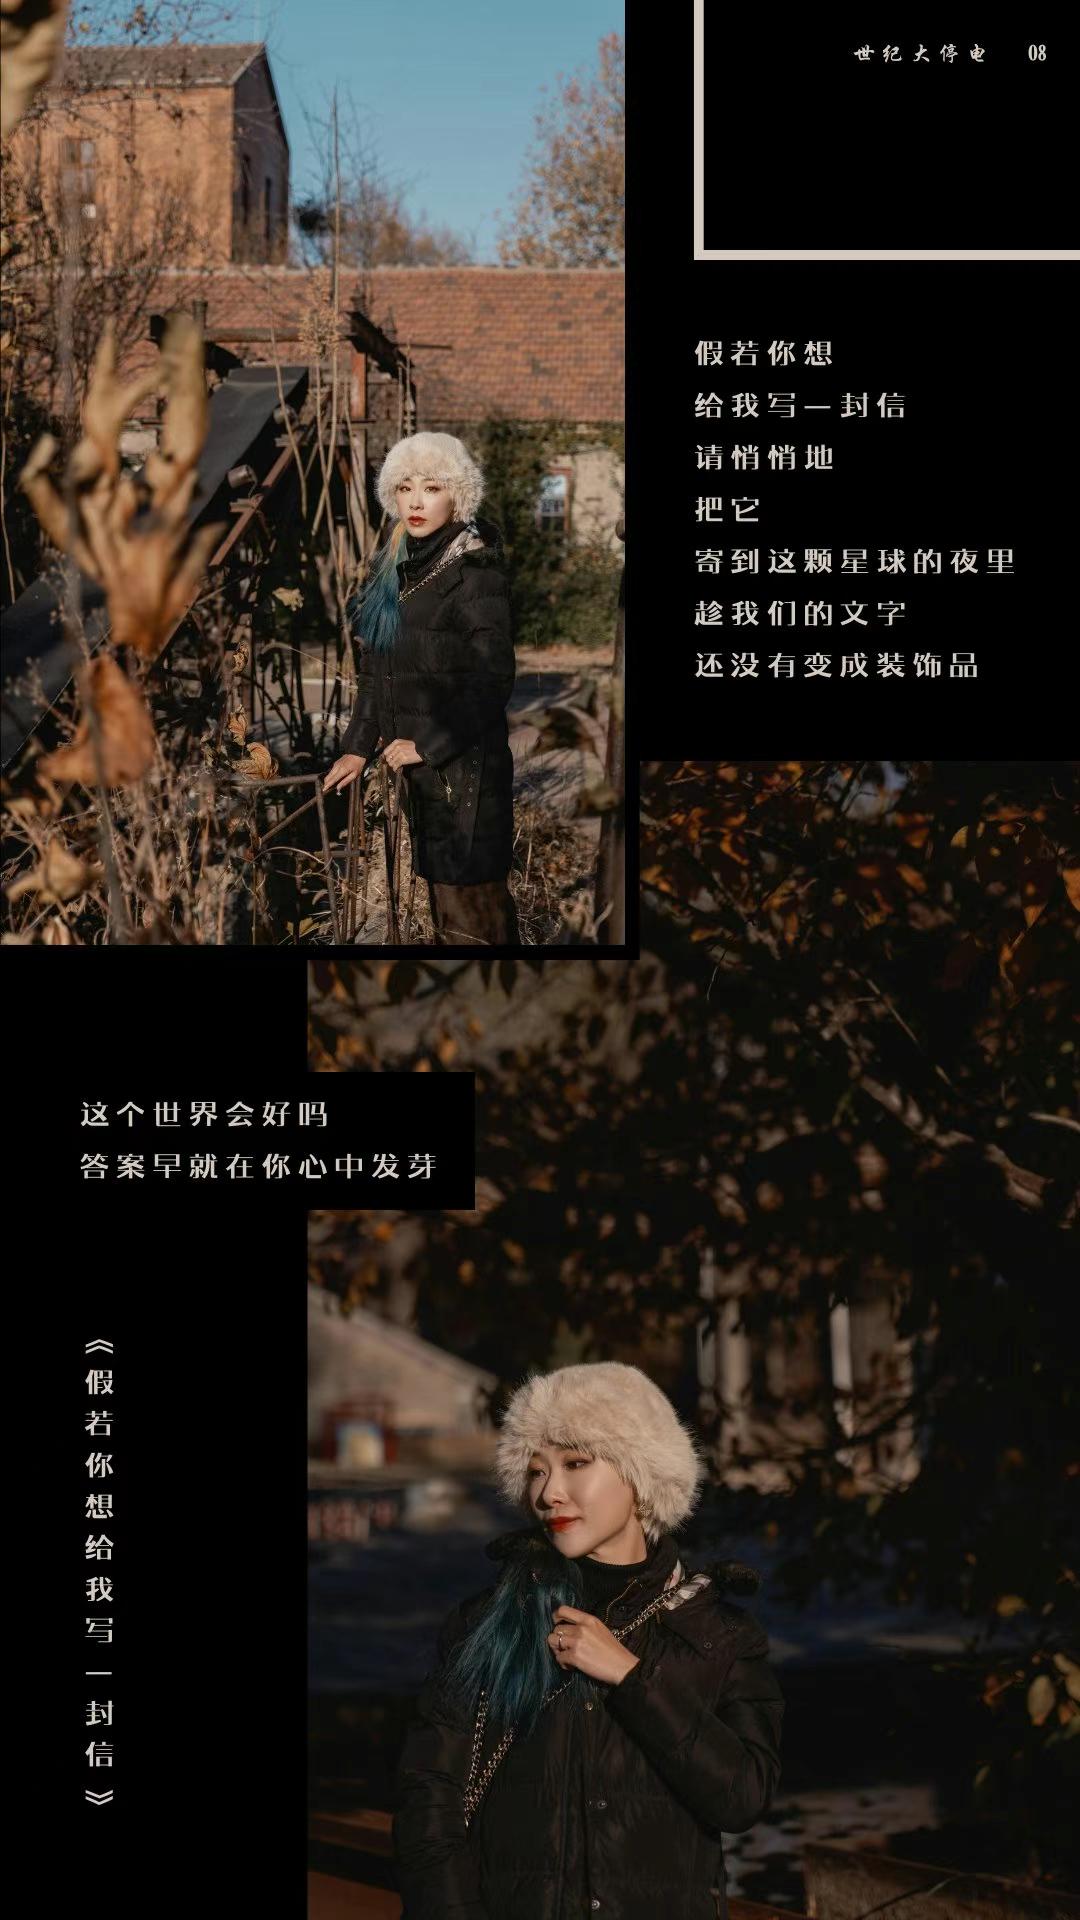 世纪大停电 08
假若你想
给我写一封信
请悄悄地
把它
寄到这颗星球的夜里
趁我们的文字
还没有变成装饰品
这个世界会好吗
答案早就在你心中发芽
《假若你想给我写一封信》